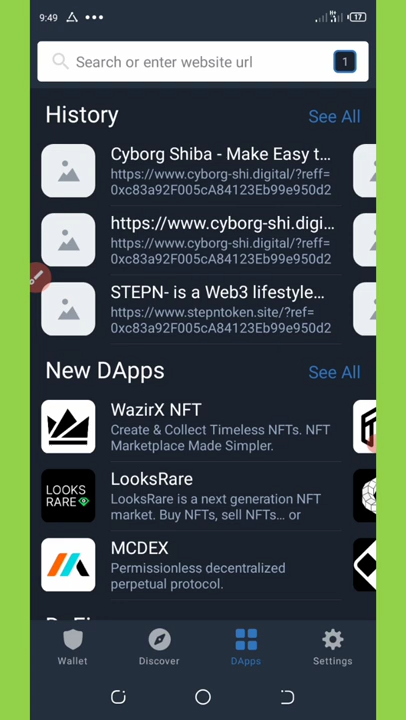 9:49
17
Search or enter website url
1
History
See All
Cyborg Shiba - Make Easy t...
https://www.cyborg-shi.digital/?reff=
0xc83a92F005cA84123Eb99e950d2
https://www.cyborg-shi.digi...
https://www.cyborg-shi.digital/?reff=
0xc83a92F005cA84123Eb99e950d2
STEPN- is a Web3 lifestyle...
https://www.stepntoken.site/?ref=
0xc83a92F005cA84123Eb99e950d2
New DApps
See All
WazirX NFT
Create & Collect Timeless NFTs. NFT
Marketplace Made Simpler.
LOOKS
RARE
LooksRare
LooksRare is a next generation NFT
market. Buy NFTs, sell NFTs... or
MCDEX
Permissionless decentralized
perpetual protocol.
Wallet
Discover
DApps
Settings